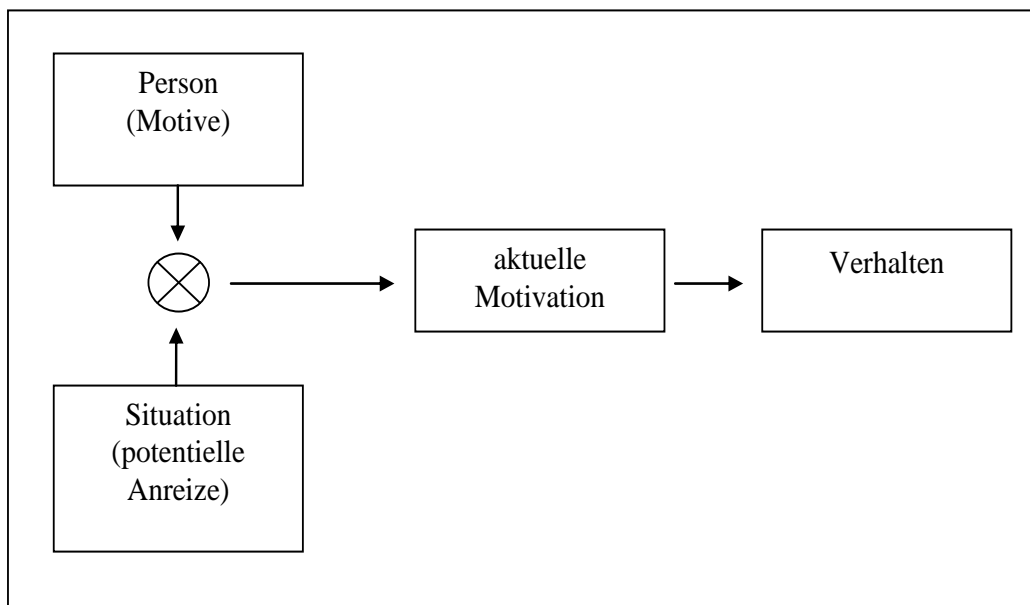 Person
(Motive)
aktuelle
Motivation
Verhalten
Situation
(potentielle
Anreize)